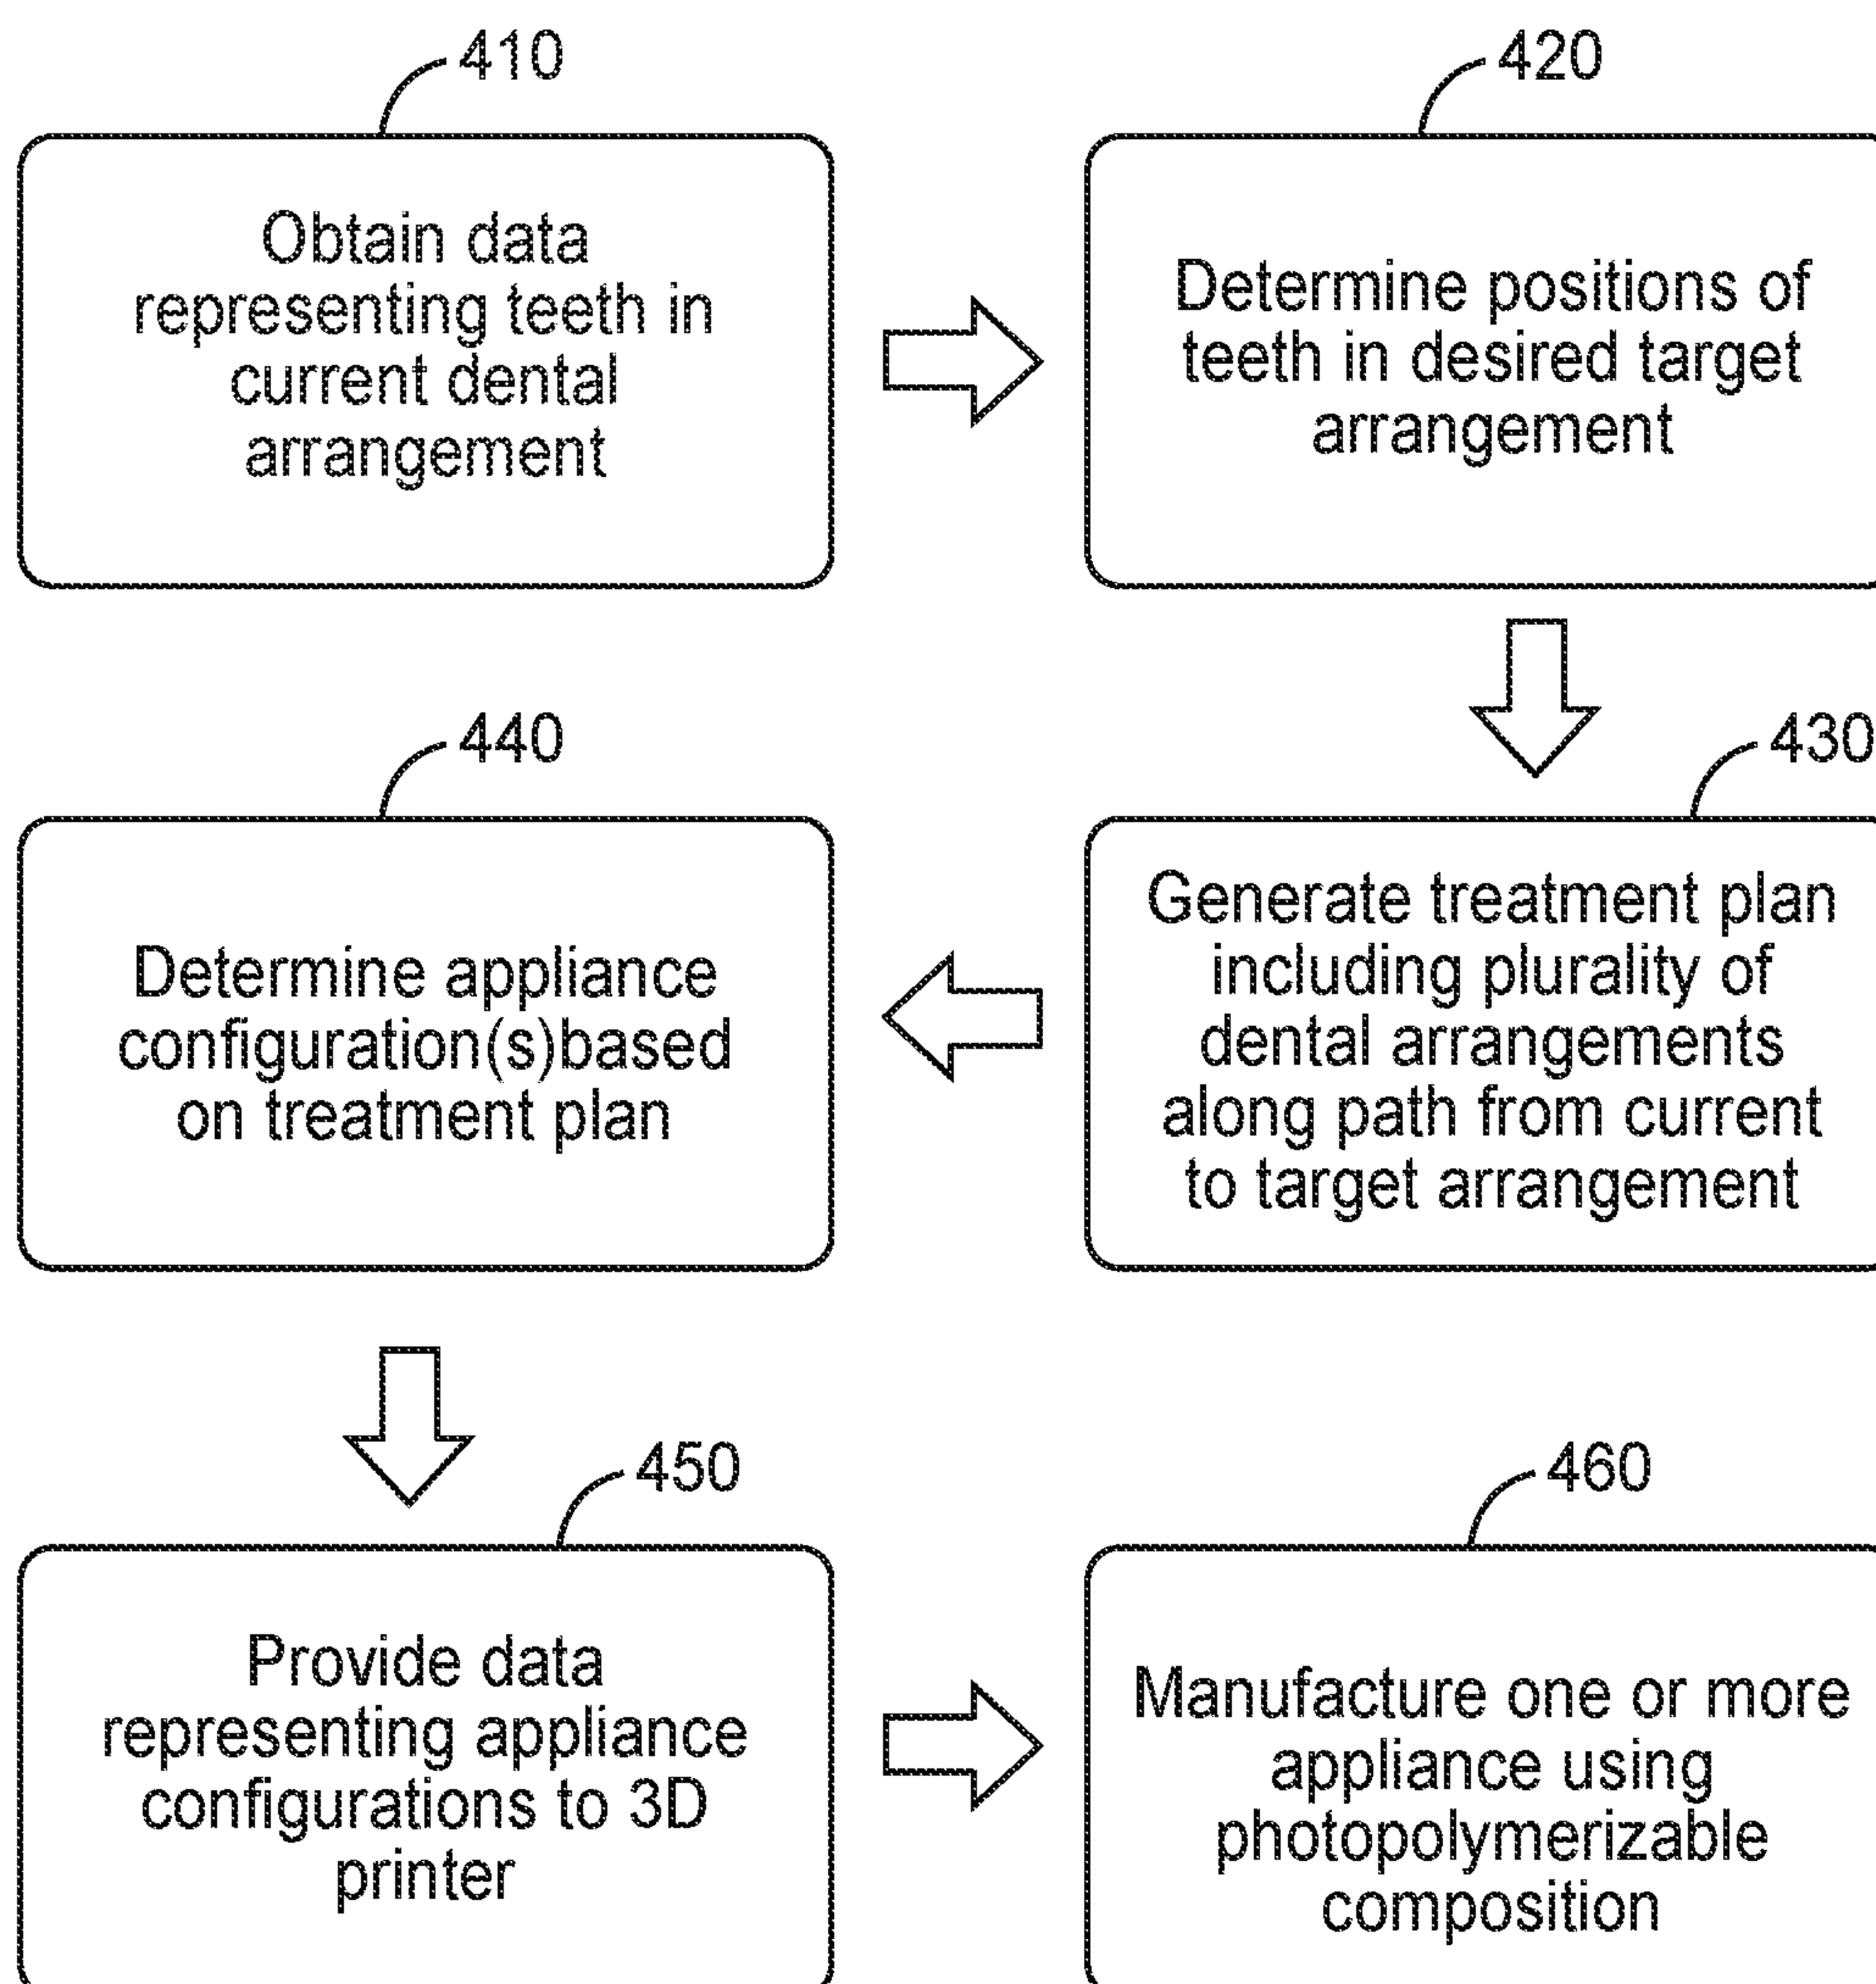 410
Obtain data
representing teeth in
current dental
arrangement
420
Determine positions of
teeth in desired target
arrangement
430
Generate treatment plan
including plurality of
dental arrangements
along path from current
to target arrangement
440
Determine appliance
configuration(s)based
on treatment plan
450
Provide data
representing appliance
configurations to 3D
printer
460
Manufacture one or more
appliance using
photopolymerizable
composition